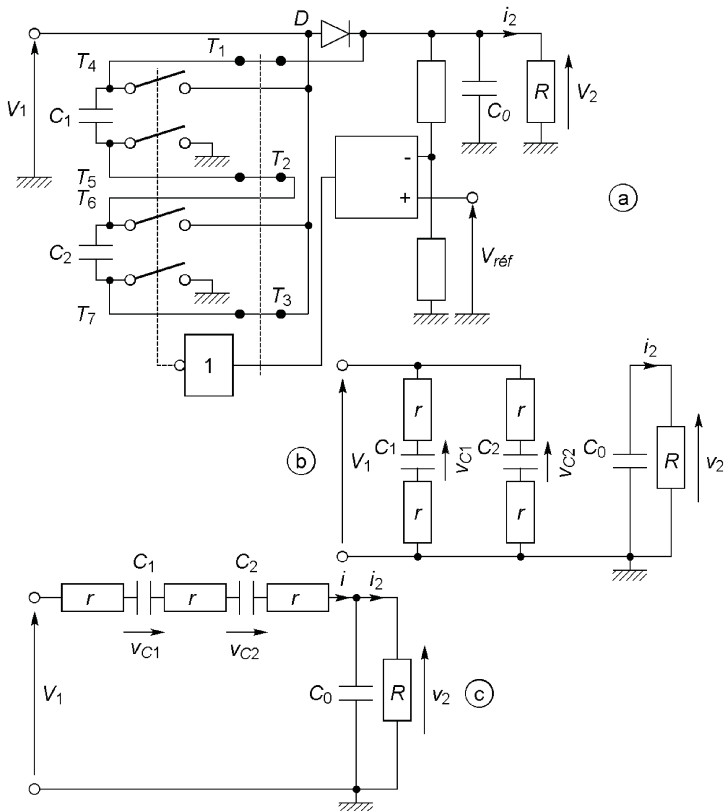 D
i2
T1
T4
V1
C1
C0
R
V2
T5
T2
T6
-
+
a
C2
Vréf
T7
T3
1
i2
r
r
b
V1
C1
vC1
C2
vC2
C0
R
v2
r
r
C1
C2
i
i2
r
r
r
vC1
vC2
V1
C0
R
v2
c